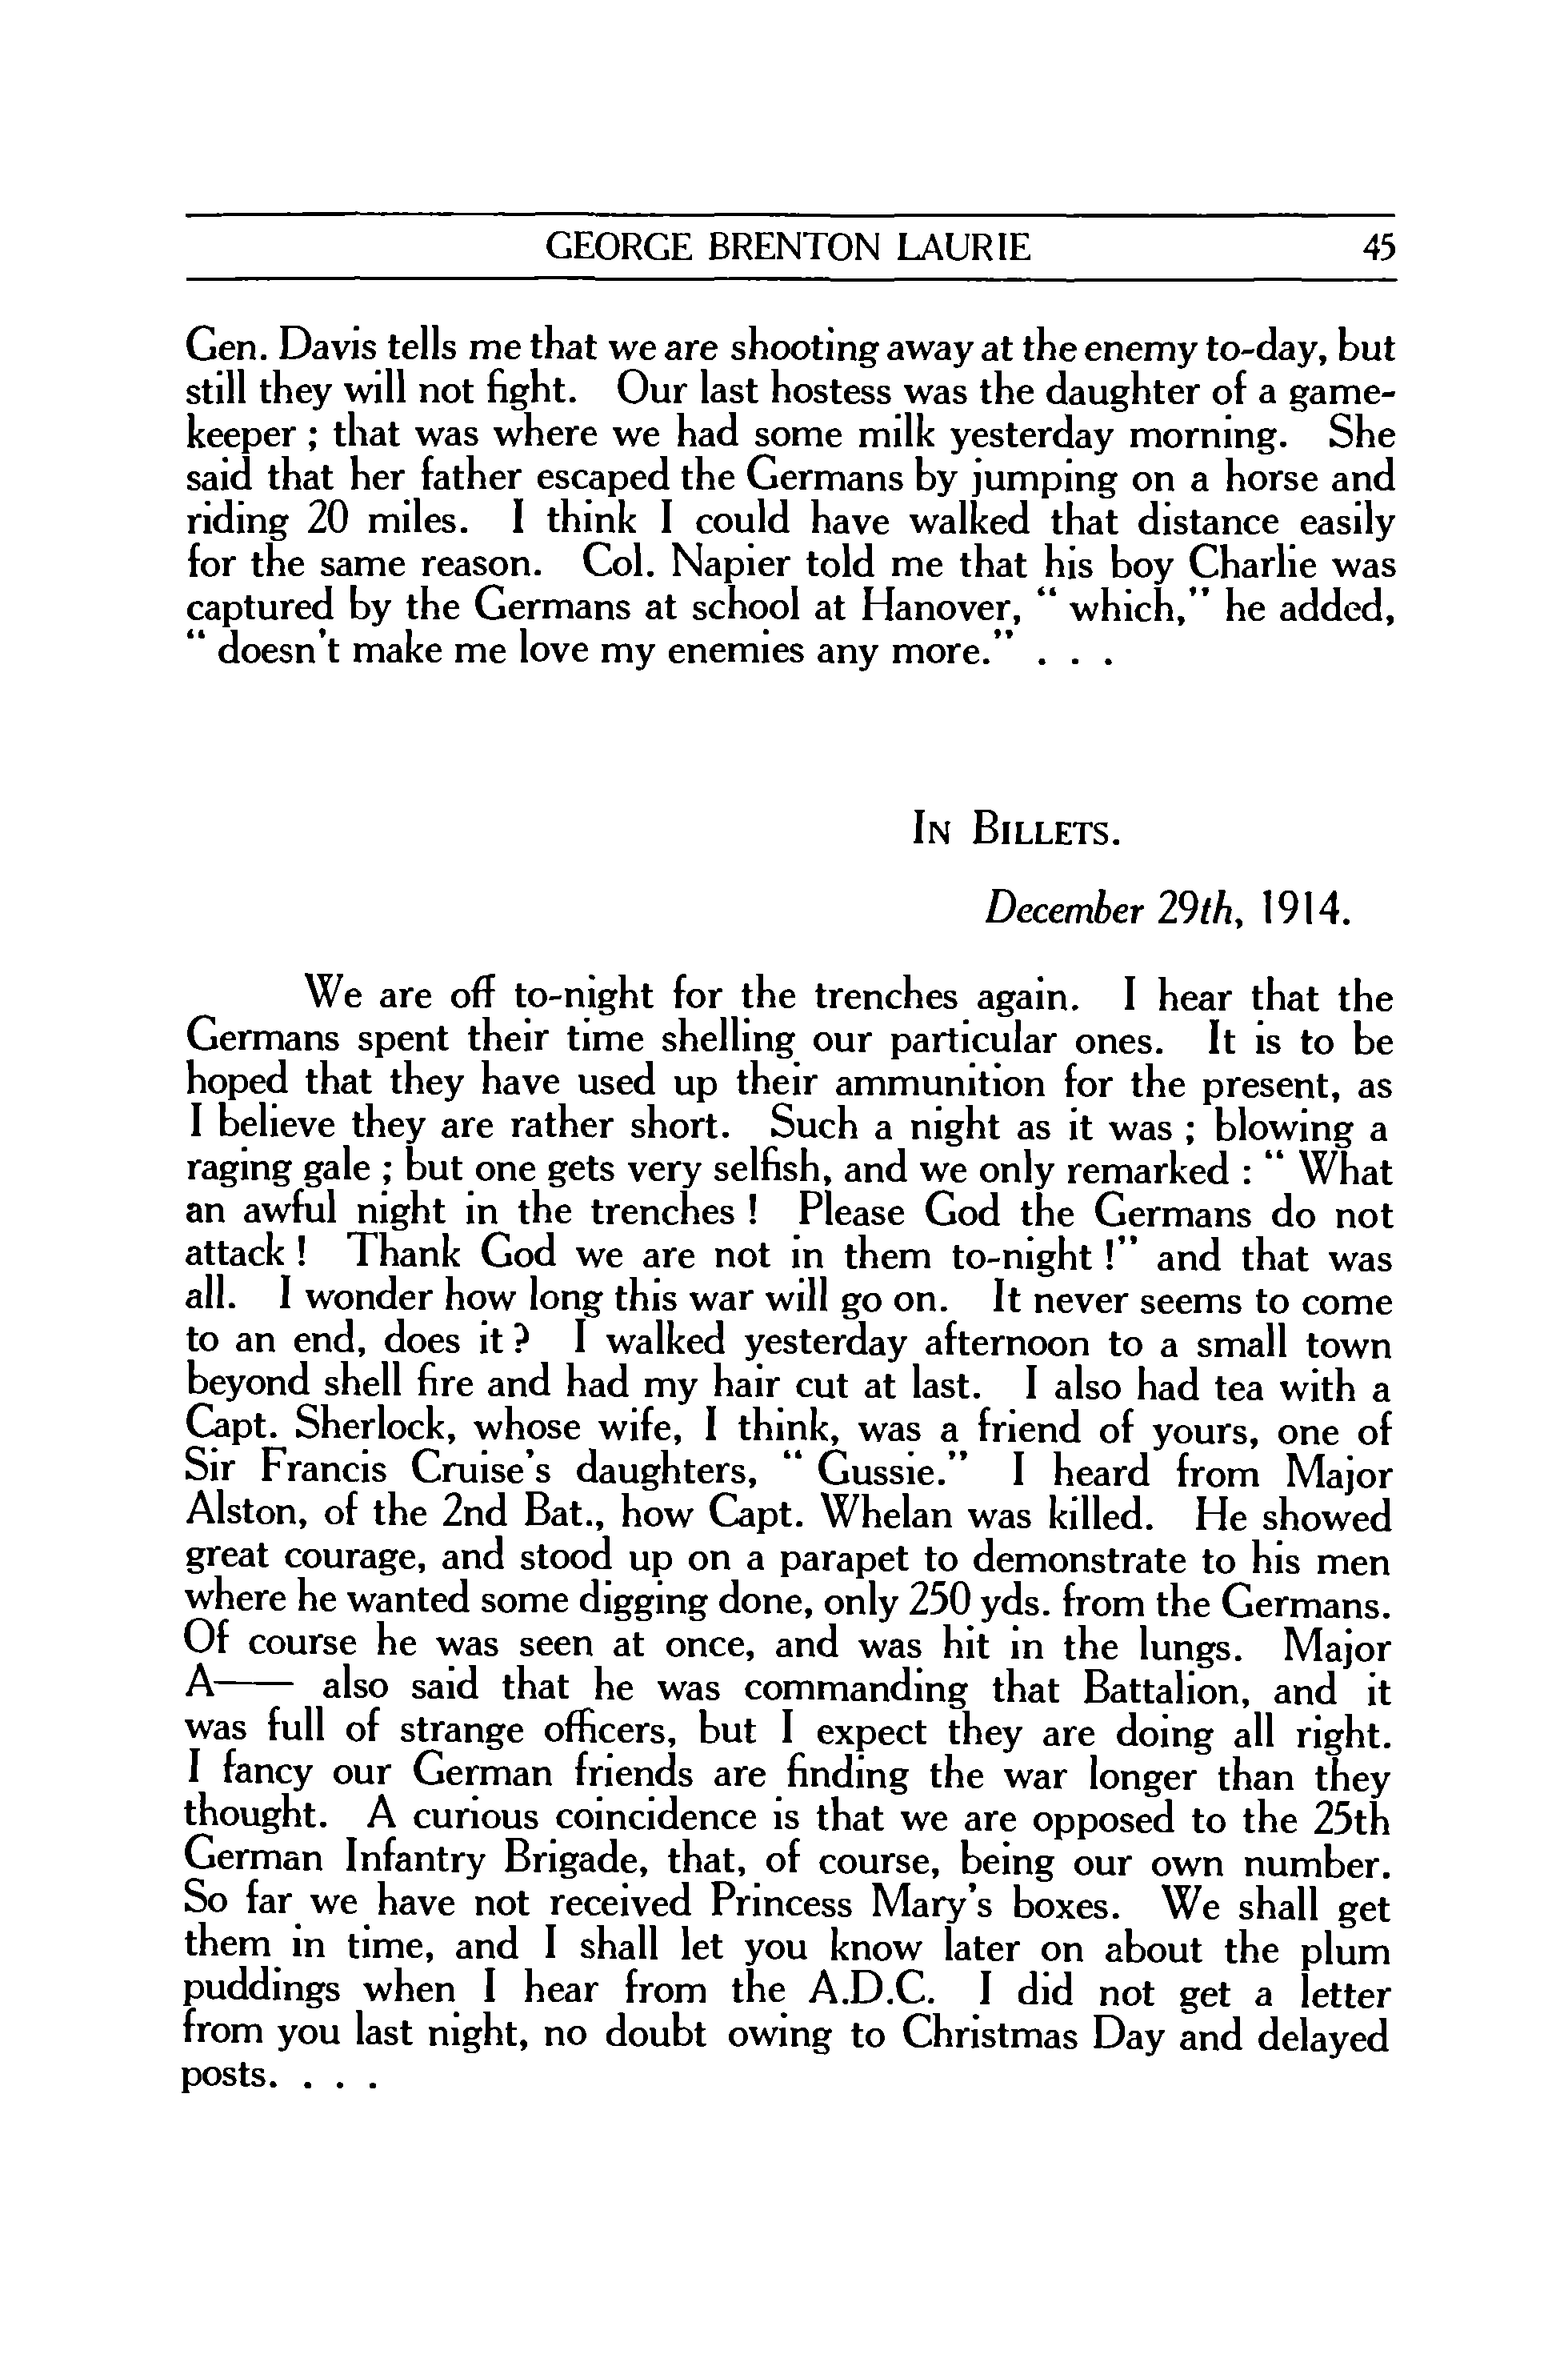 GEORGE BRENTON LAURIE 45
Gen. Davis tells me that we are shooting away at the enemy to-day, but
still they will not fight. Our last hostess was the daughter of a game-
keeper ; that was where we had some milk yesterday morning. She
said that her father escaped the Germans by jumping on a horse and
riding 20 miles. I think I could have walked that distance easily
for the same reason. Col. Napier told me that his boy Charlie was
captured by the Germans at school at Hanover, “ which,” he added,
“ doesn’t make me love my enemies any more.” . . .
In Billets.
December 29th, 1914.
We are off to-night for the trenches again. I hear that the
Germans spent their time shelling our particular ones. It is to be
hoped that they have used up their ammunition for the present, as
I believe they are rather short. Such a night as it was ; blowing a
raging gale ; but one gets very selfish, and we only remarked : “ What
an awful night in the trenches ! Please God the Germans do not
attack ! Thank God we are not in them to-night !” and that was
all. I wonder how long this war will go on. It never seems to come
to an end, does it ? I walked yesterday afternoon to a small town
beyond shell fire and had my hair cut at last. I also had tea with a
Capt. Sherlock, whose wife, I think, was a friend of yours, one of
Sir Francis Cruise’s daughters, “ Gussie.” I heard from Major
Alston, of the 2nd Bat., how Capt. Whelan was killed. He showed
great courage, and stood up on a parapet to demonstrate to his men
where he wanted some digging done, only 250 yds. from the Germans.
Of course he was seen at once, and was hit in the lungs. Major
A—— also said that he was commanding that Battalion, and it
was full of strange officers, but I expect they are doing all right.
I fancy our German friends are finding the war longer than they
thought. A curious coincidence is that we are opposed to the 25th
German Infantry Brigade, that, of course, being our own number.
So far we have not received Princess Mary’s boxes. We shall get
them in time, and I shall let you know later on about the plum
puddings when I hear from the A.D.C. I did not get a letter
from you last night, no doubt owing to Christmas Day and delayed
posts. . . .